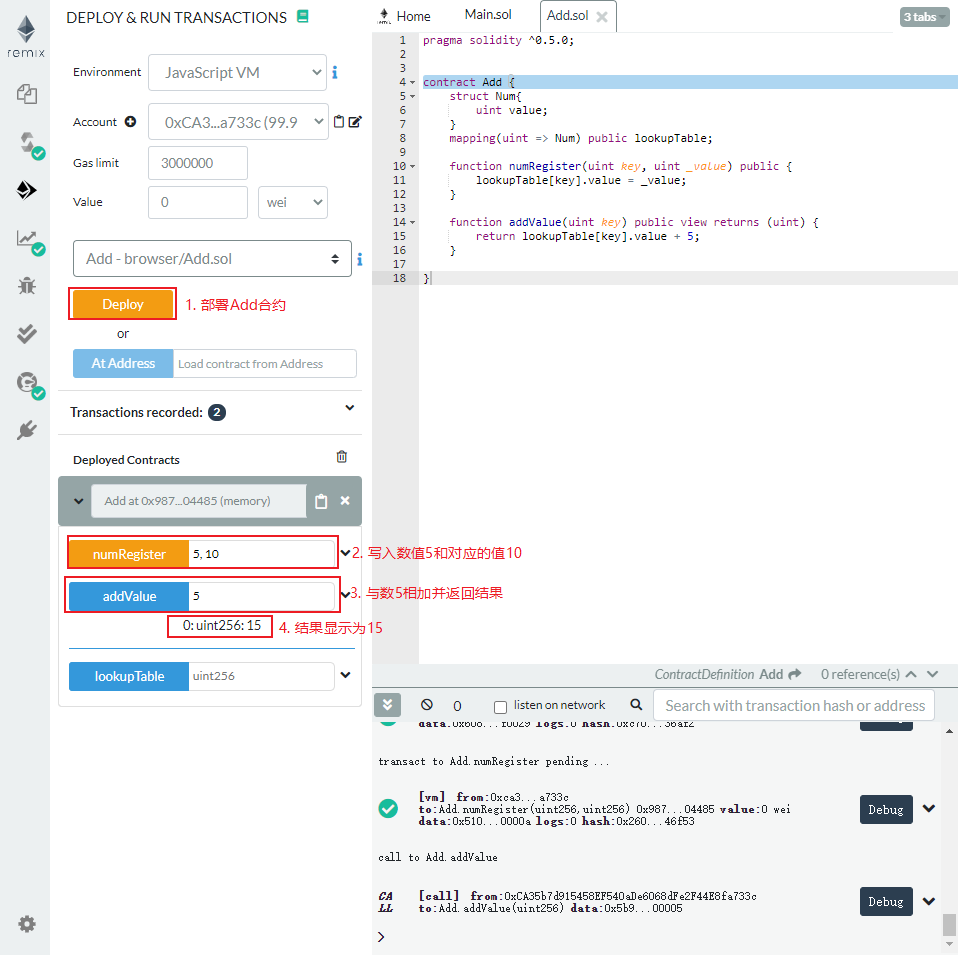 remix
DEPLOY & RUN TRANSACTIONS
Environment JavaScript VM
Account 0xCA3...a733c (99.9
Gas limit 3000000
Value 0 wei
Add - browser/Add.sol
Deploy 1. 部署Add合约
or
At Address Load contract from Address
Transactions recorded: 2
Deployed Contracts
Add at 0x987...04485 (memory)
numRegister 5, 10 2. 写入数值5和对应的值10
addValue 5 3. 与数5相加并返回结果
0: uint256: 15 4. 结果显示为15
lookupTable uint256
Home Main.sol Add.sol 3 tabs
1 pragma solidity ^0.5.0;
2
3
4 contract Add {
5 struct Num{
6 uint value;
7 }
8 mapping(uint => Num) public lookupTable;
9
10 function numRegister(uint key, uint _value) public {
11 lookupTable[key].value = _value;
12 }
13
14 function addValue(uint key) public view returns (uint) {
15 return lookupTable[key].value + 5;
16 }
17
18 }
ContractDefinition Add 0 reference(s)
0 listen on network Search with transaction hash or address
data:0x608...f0029 logs:0 hash:0xc70...36af2
transact to Add.numRegister pending ...
[vm] from:0xca3...a733c
to:Add.numRegister(uint256,uint256) 0x987...04485 value:0 wei
data:0x510...0000a logs:0 hash:0x260...46f53
Debug
call to Add.addValue
CALL [call] from:0xCA35b7d915458EF540aDe6068dFe2F44E8fa733c
to:Add.addValue(uint256) data:0x5b9...00005
Debug
>